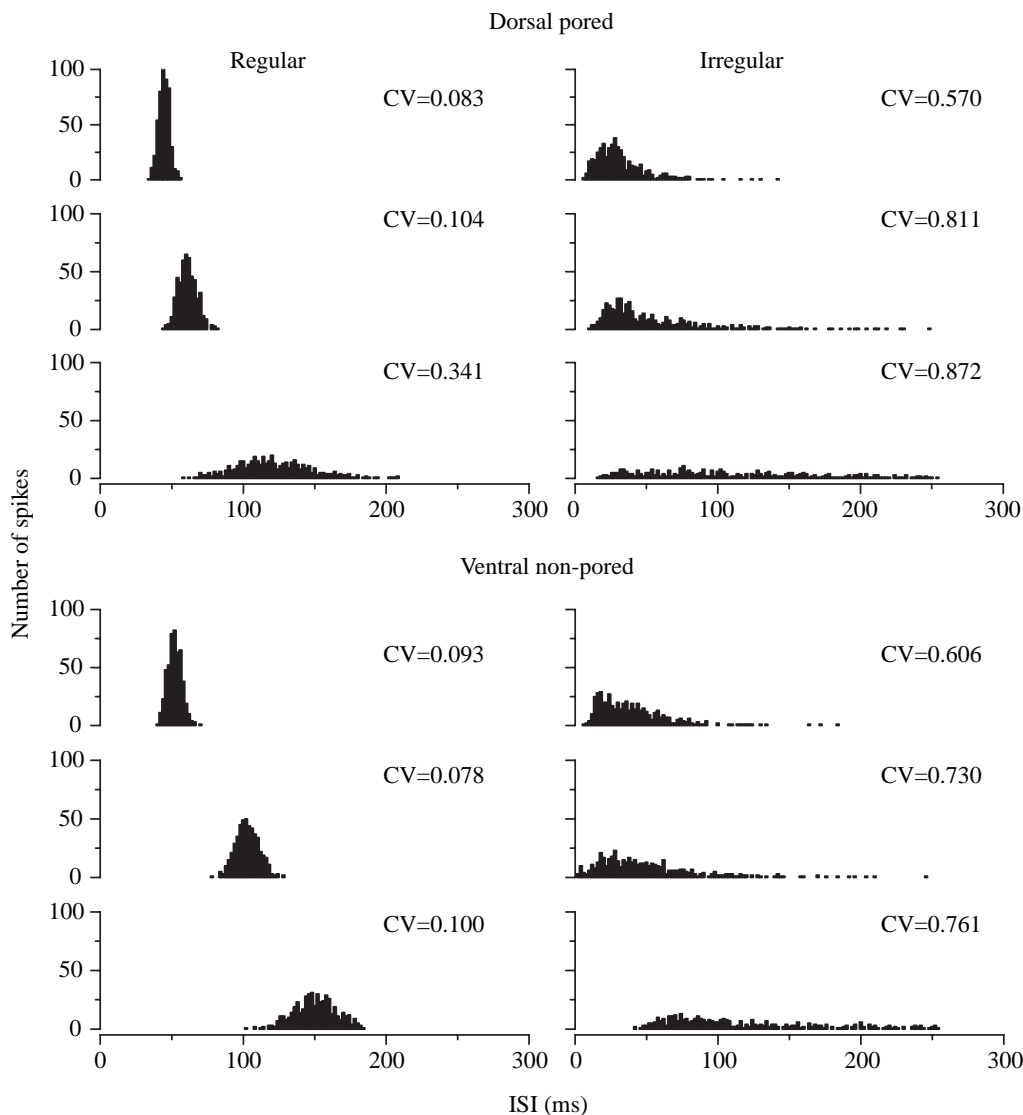 Dorsal pored
Regular
Irregular
100
50
0
CV=0.083
CV=0.570
100
50
0
CV=0.104
CV=0.811
100
50
0
CV=0.341
CV=0.872
0 100 200 300
0 100 200 300
Number of spikes
Ventral non-pored
100
50
0
CV=0.093
CV=0.606
100
50
0
CV=0.078
CV=0.730
100
50
0
CV=0.100
CV=0.761
0 100 200 300
0 100 200 300
ISI (ms)